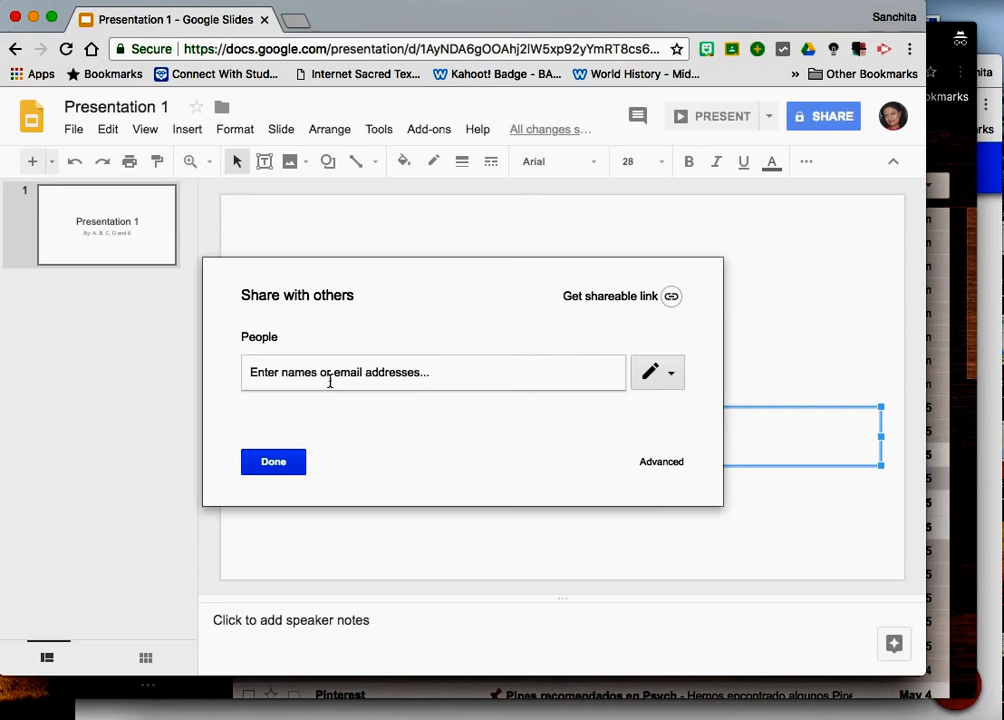 Presentation 1 - Google Slides
Sanchita
Secure
https://docs.google.com/presentation/d/1AyNDA6gOOAhj2lW5xp92yYmRT8cs6...
Apps
Bookmarks
Connect With Stud...
Internet Sacred Tex...
Kahoot! Badge - BA...
World History - Mid...
»
Other Bookmarks
Presentation 1
File Edit View Insert Format Slide Arrange Tools Add-ons Help All changes s...
PRESENT
SHARE
Arial
28
B I U A
1
Presentation 1
By: A, B, C, D and E
Share with others
Get shareable link
People
Enter names or email addresses...
Done
Advanced
Click to add speaker notes
Pinterest
Pines recomendados en Psych - Hemos encontrado algunos Pine
May 4